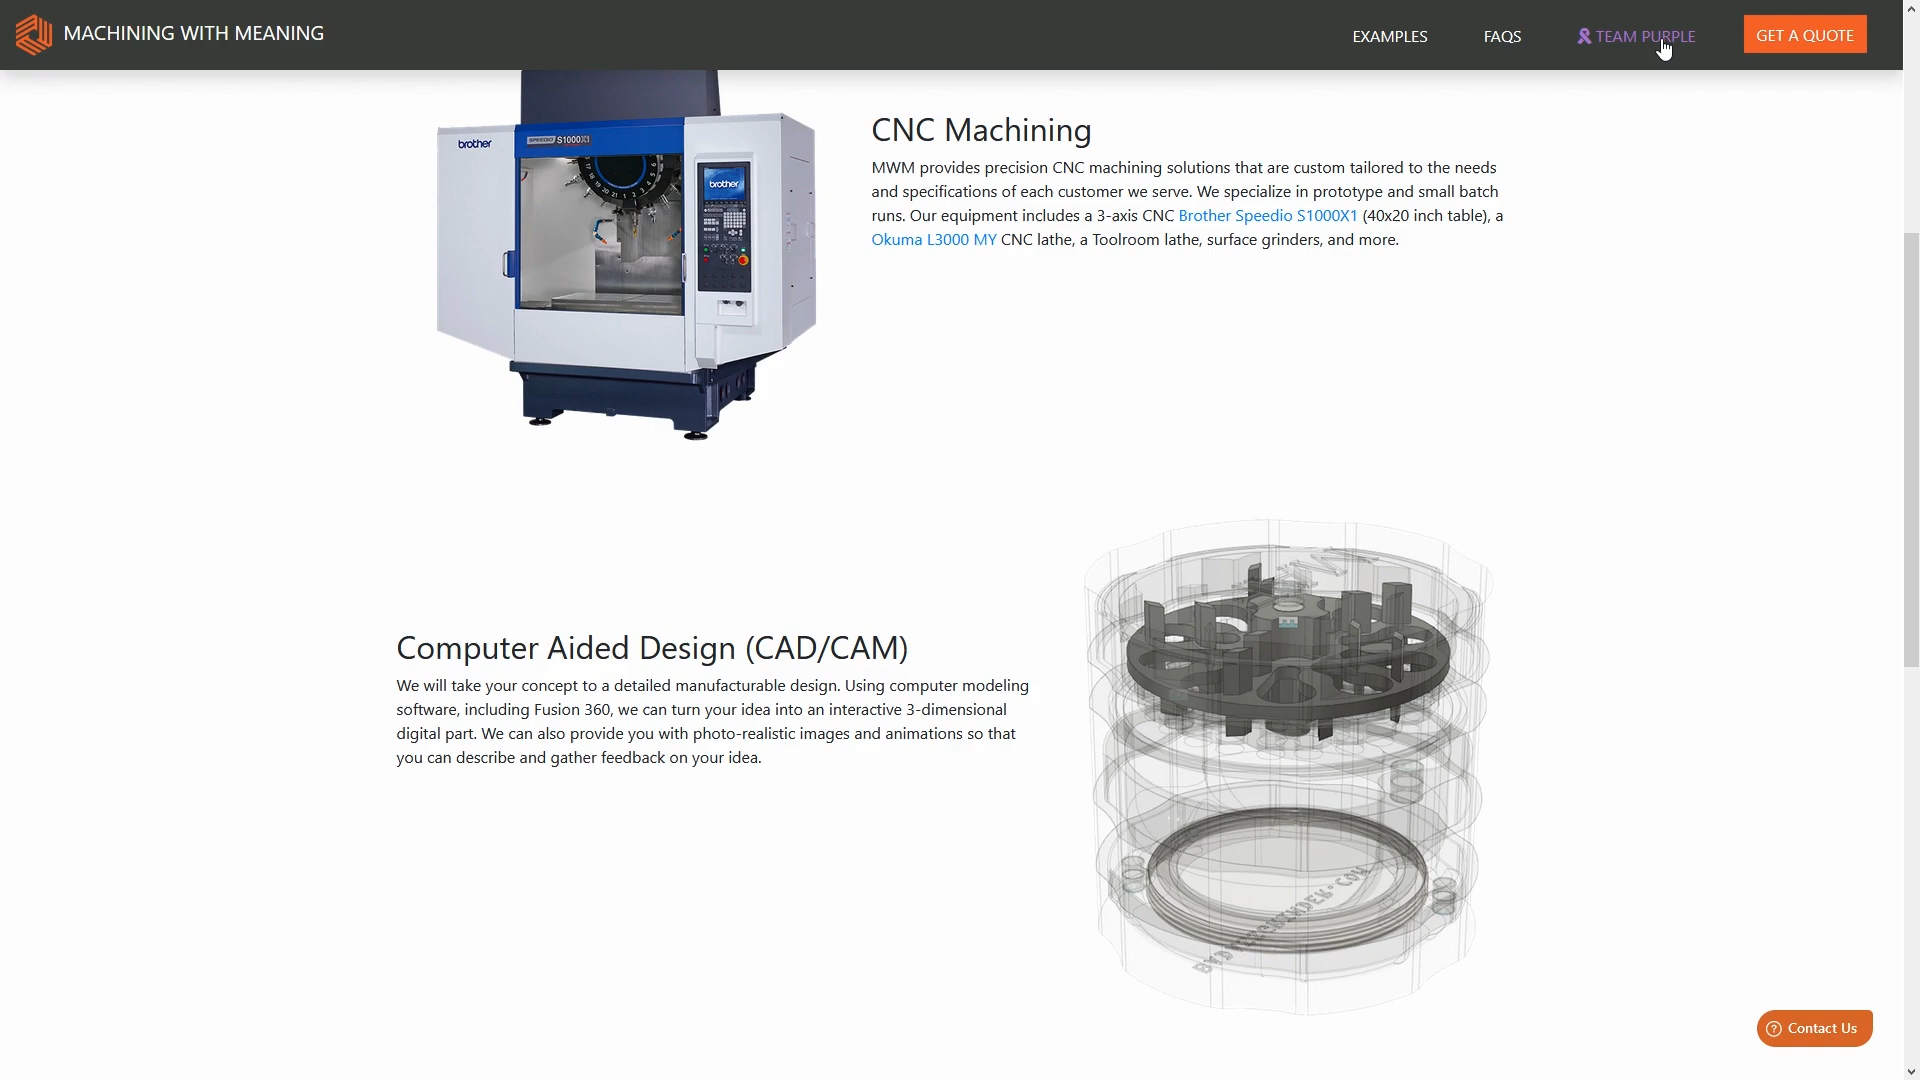 MACHINING WITH MEANING
EXAMPLES
FAQS
TEAM PURPLE
GET A QUOTE
brother
SPEEDIO S1000X1
brother
CNC Machining
MWM provides precision CNC machining solutions that are custom tailored to the needs
and specifications of each customer we serve. We specialize in prototype and small batch
runs. Our equipment includes a 3-axis CNC Brother Speedio S1000X1 (40x20 inch table), a
Okuma L3000 MY CNC lathe, a Toolroom lathe, surface grinders, and more.
Computer Aided Design (CAD/CAM)
We will take your concept to a detailed manufacturable design. Using computer modeling
software, including Fusion 360, we can turn your idea into an interactive 3-dimensional
digital part. We can also provide you with photo-realistic images and animations so that
you can describe and gather feedback on your idea.
Contact Us